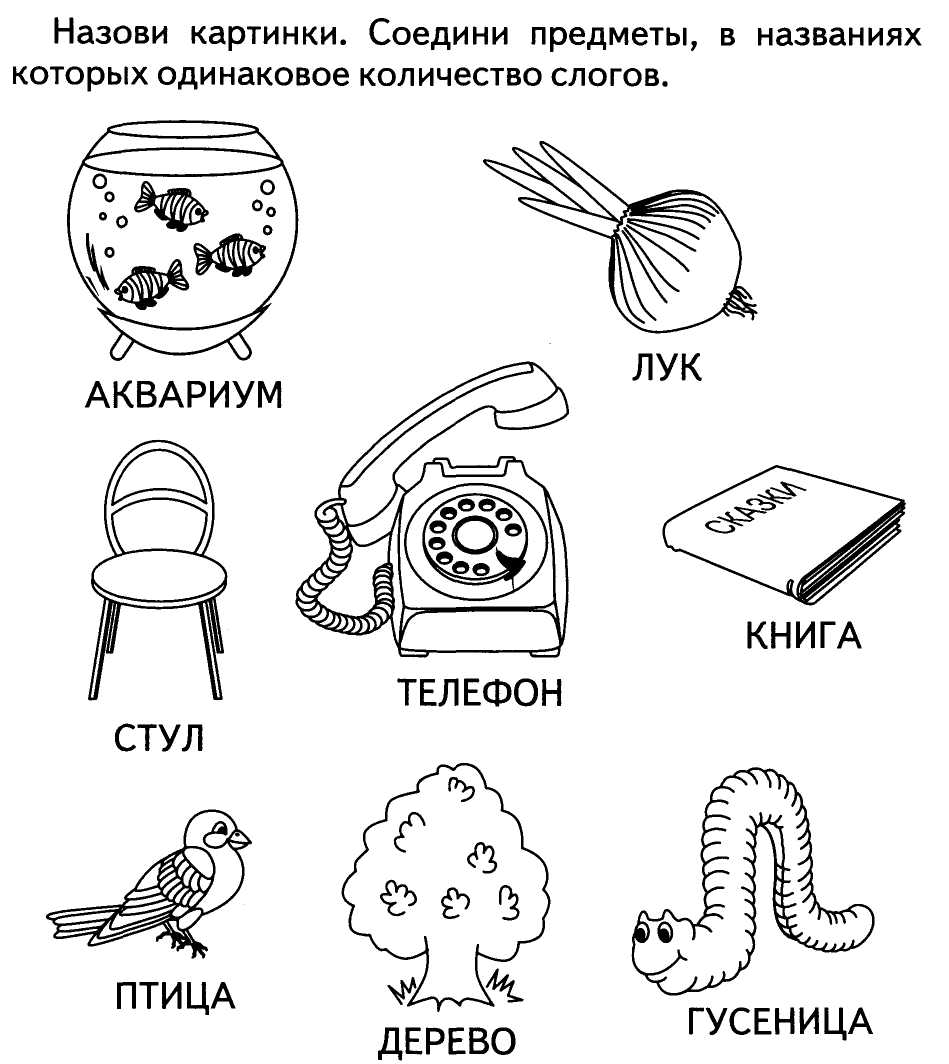 Назови картинки. Соедини предметы, в названиях
которых одинаковое количество слогов.
ЛУК
АКВАРИУМ
СКАЗКИ
КНИГА
ТЕЛЕФОН
СТУЛ
ПТИЦА
ДЕРЕВО
ГУСЕНИЦА